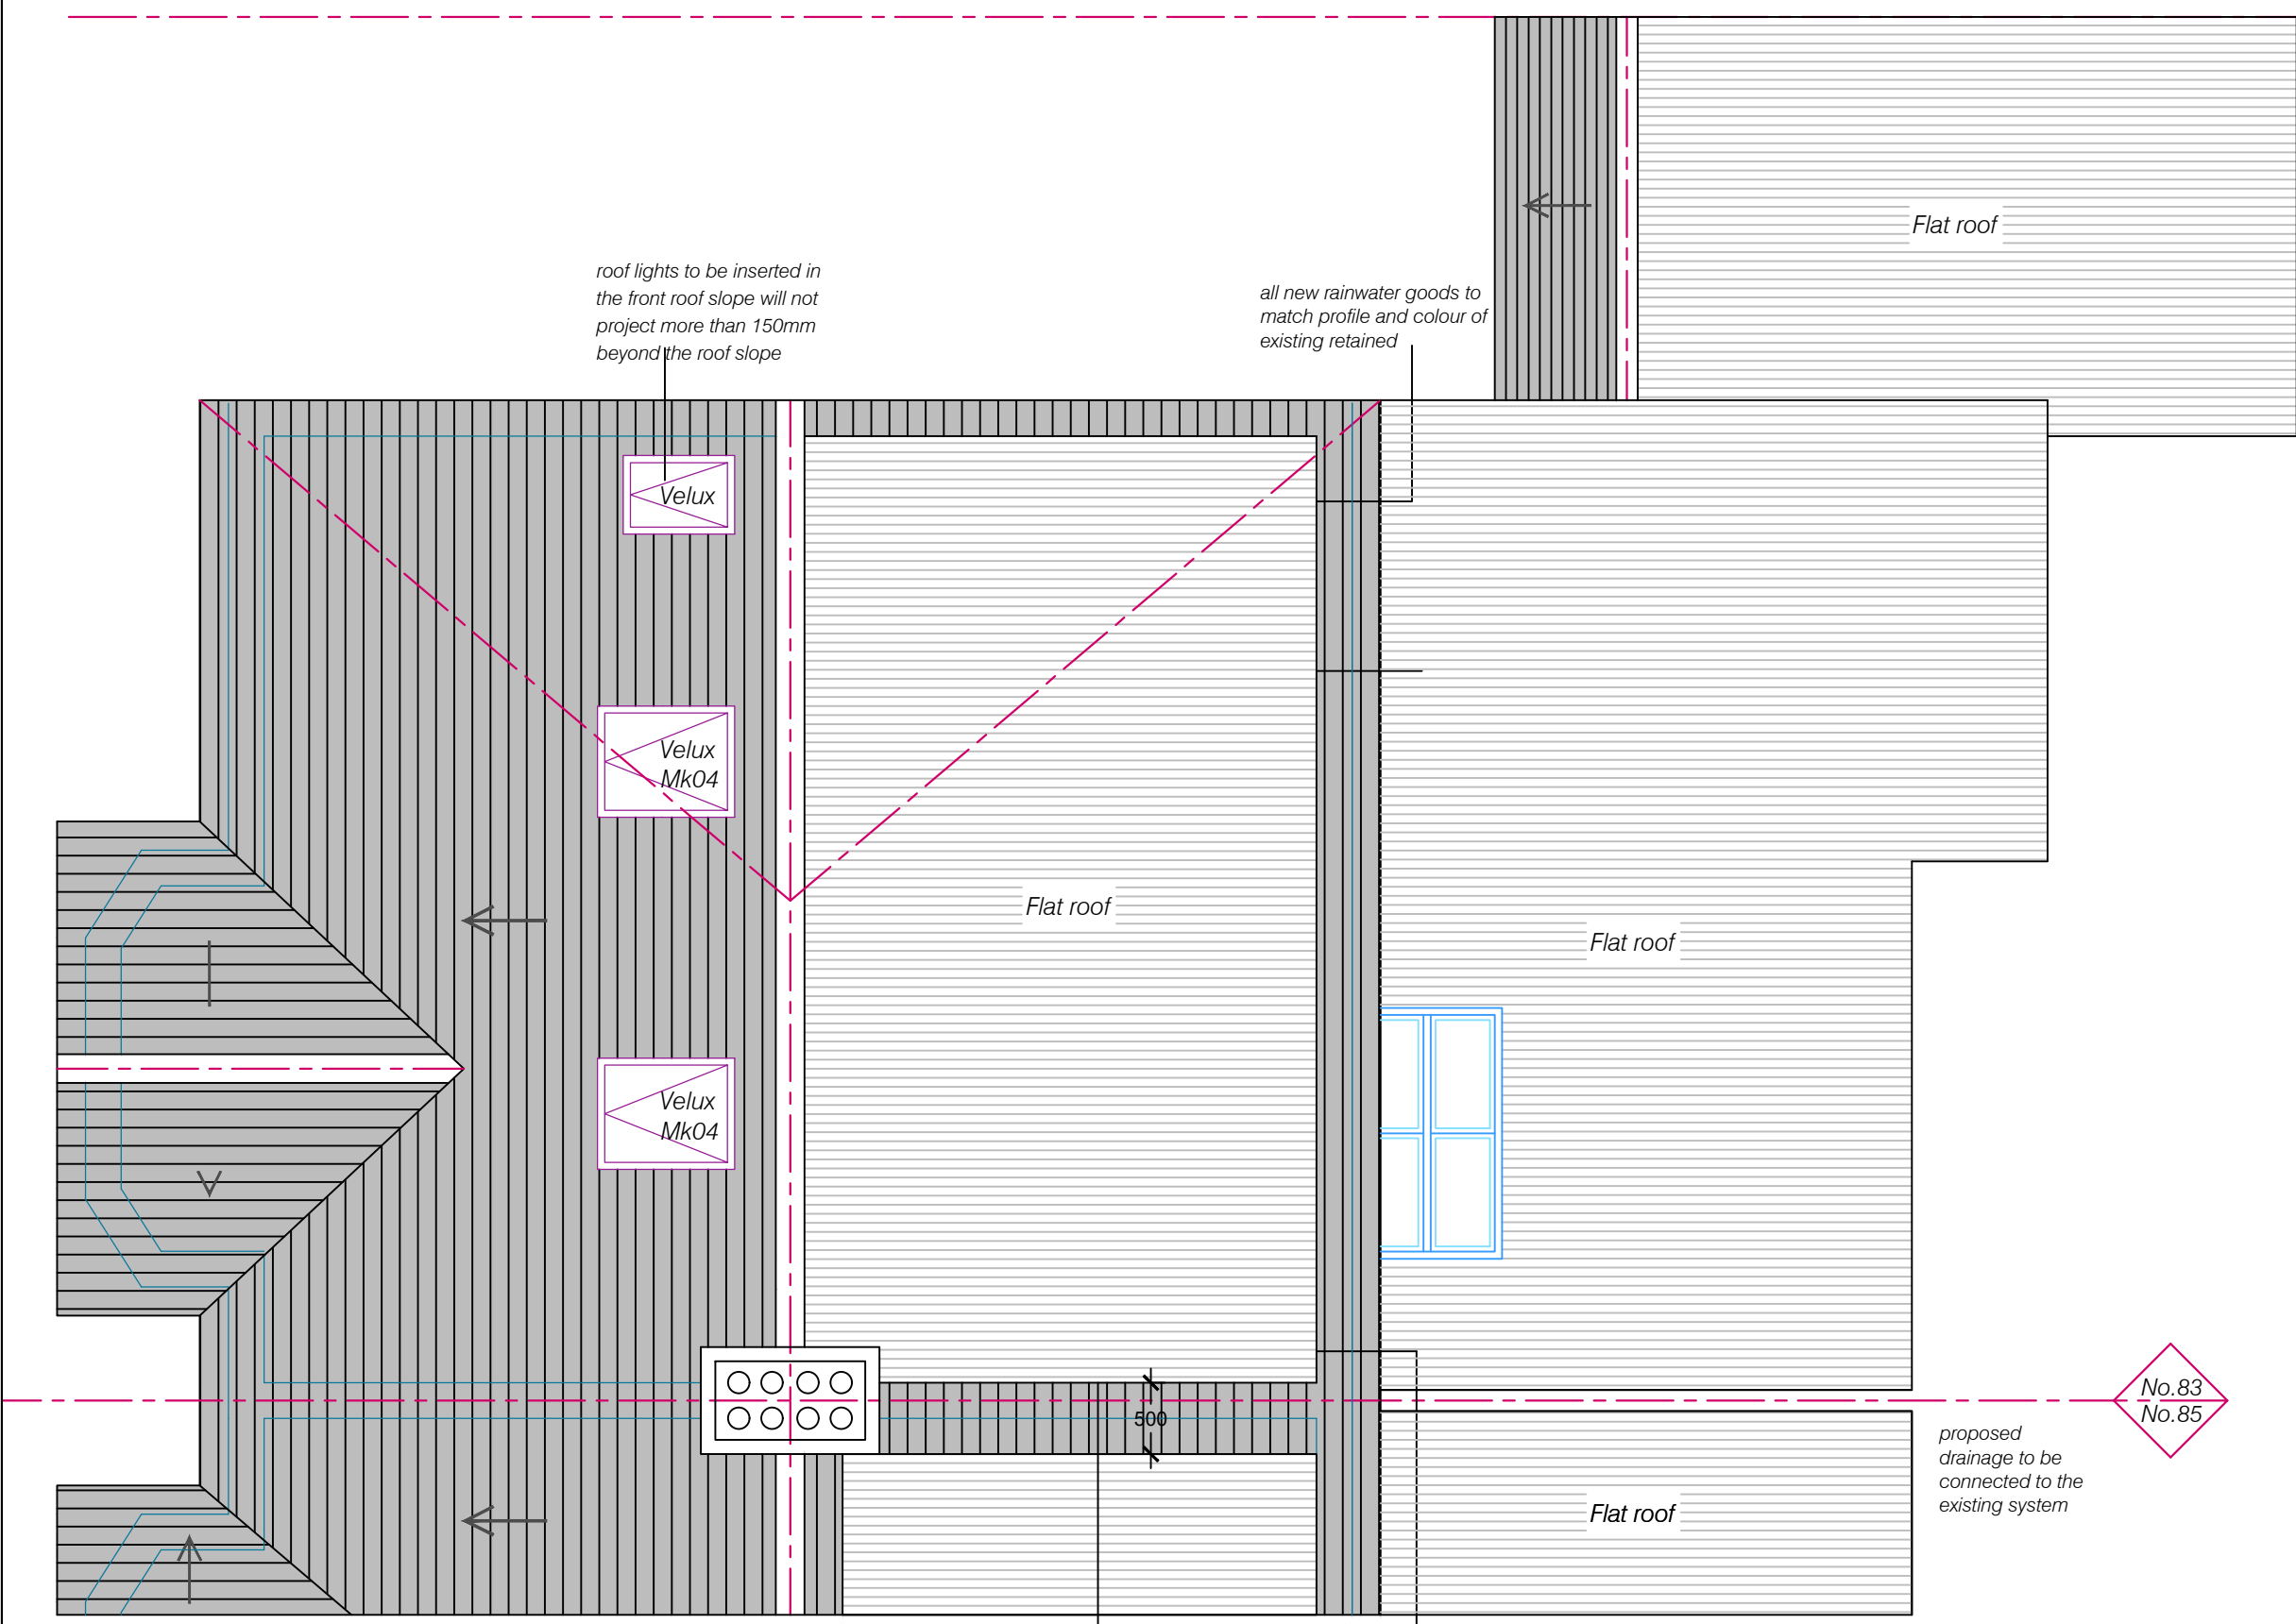 Flat roof
roof lights to be inserted in
the front roof slope will not
project more than 150mm
beyond the roof slope
all new rainwater goods to
match profile and colour of
existing retained
Velux
Velux
Mk04
Flat roof
Flat roof
Velux
Mk04
500
No.83
No.85
proposed
drainage to be
connected to the
existing system
Flat roof